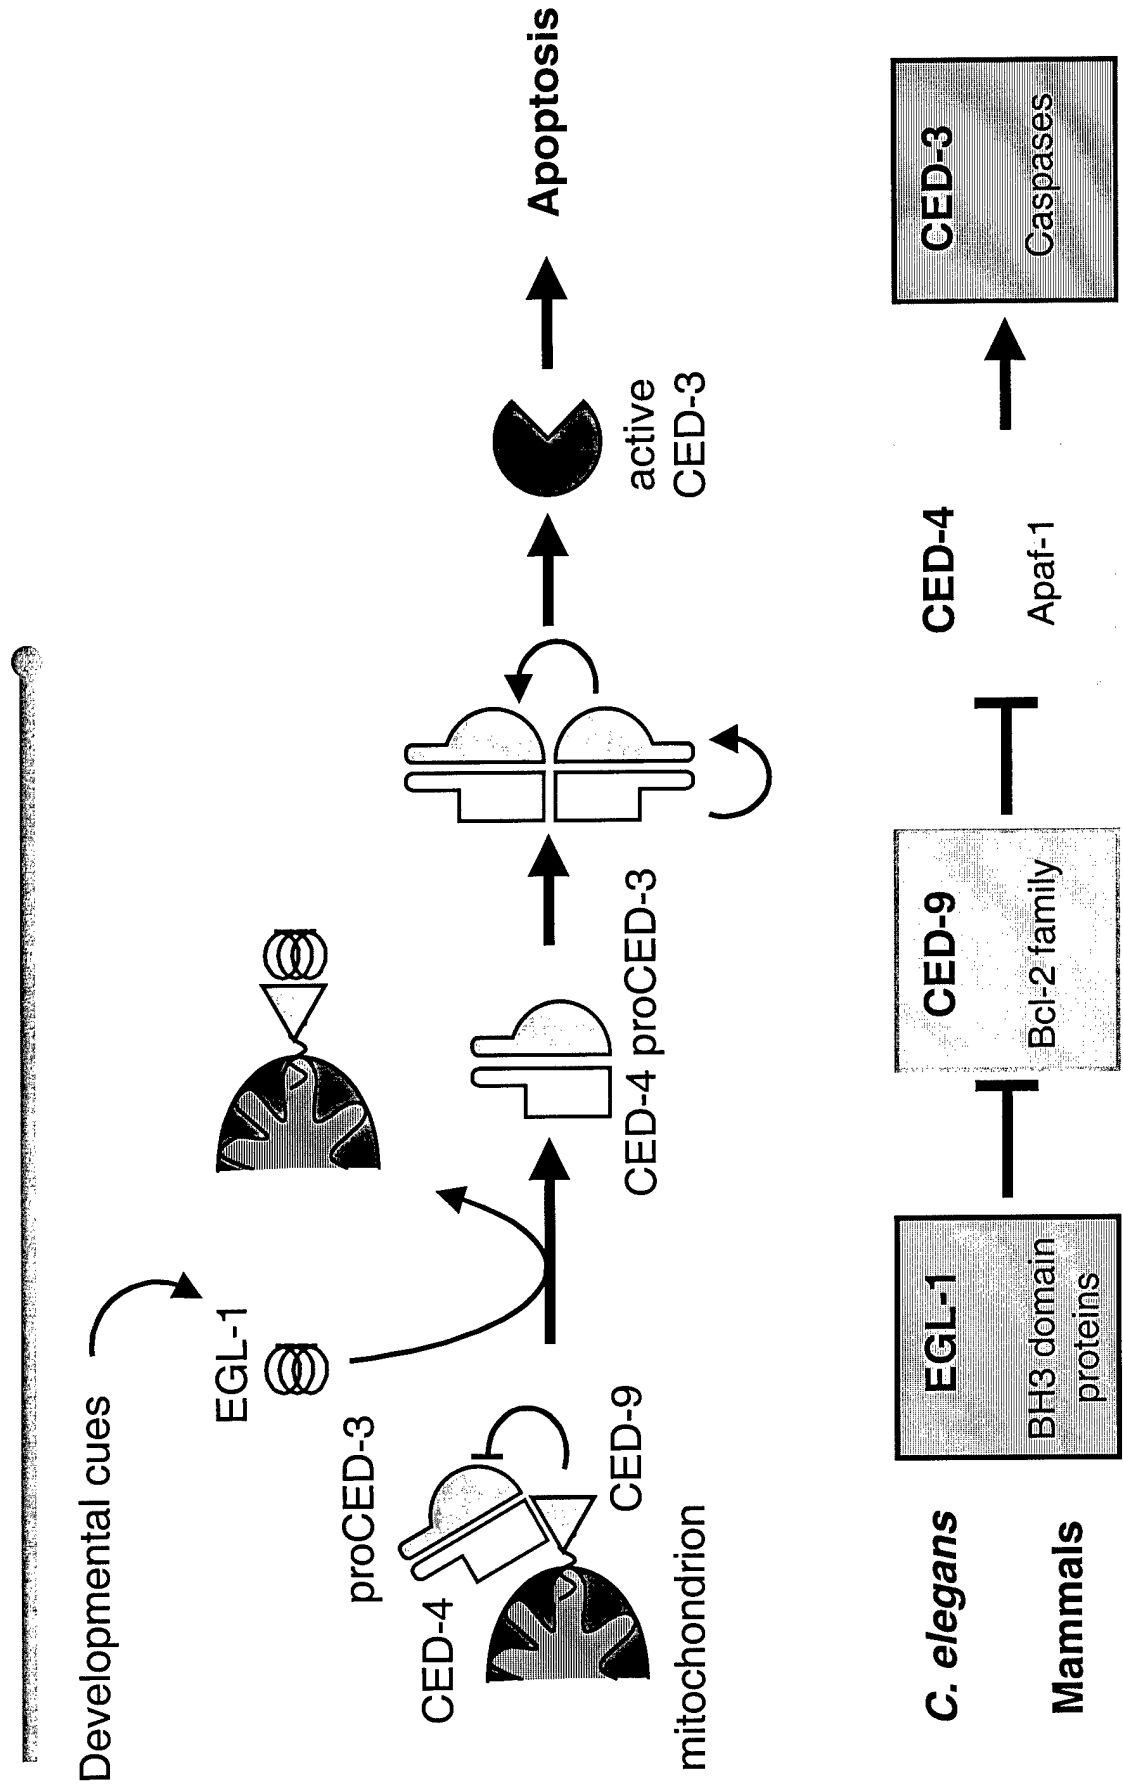 Developmental cues
EGL-1
proCED-3
CED-4
CED-9
mitochondrion
CED-4 proCED-3
active
CED-3
Apoptosis
C. elegans
EGL-1
CED-9
CED-4
CED-3
Mammals
BH3 domain
proteins
Bcl-2 family
Apaf-1
Caspases